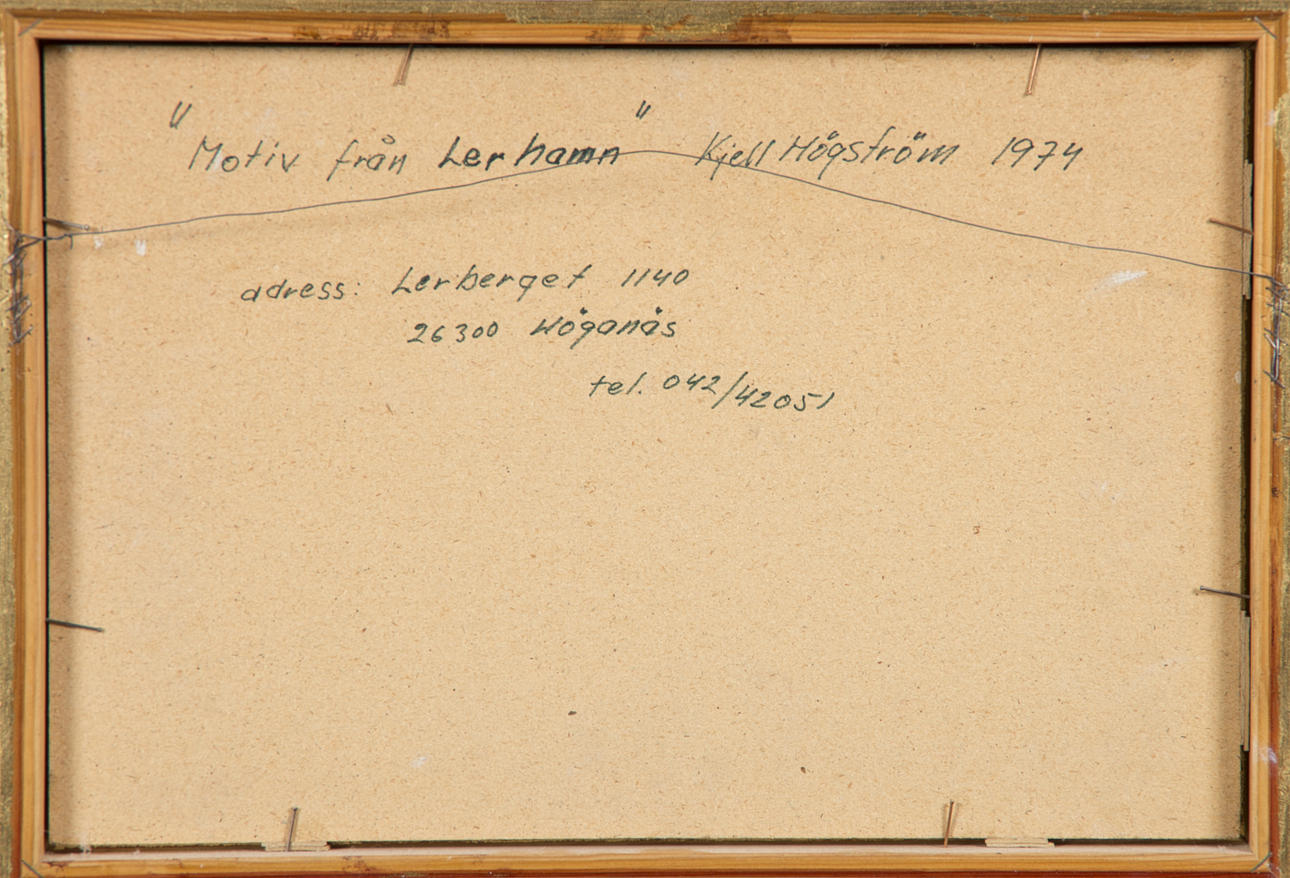 "Motiv från Lerhamn" Kjell Högström 1974
adress: Lerberget 1140
26300 Höganäs
tel. 042/42051